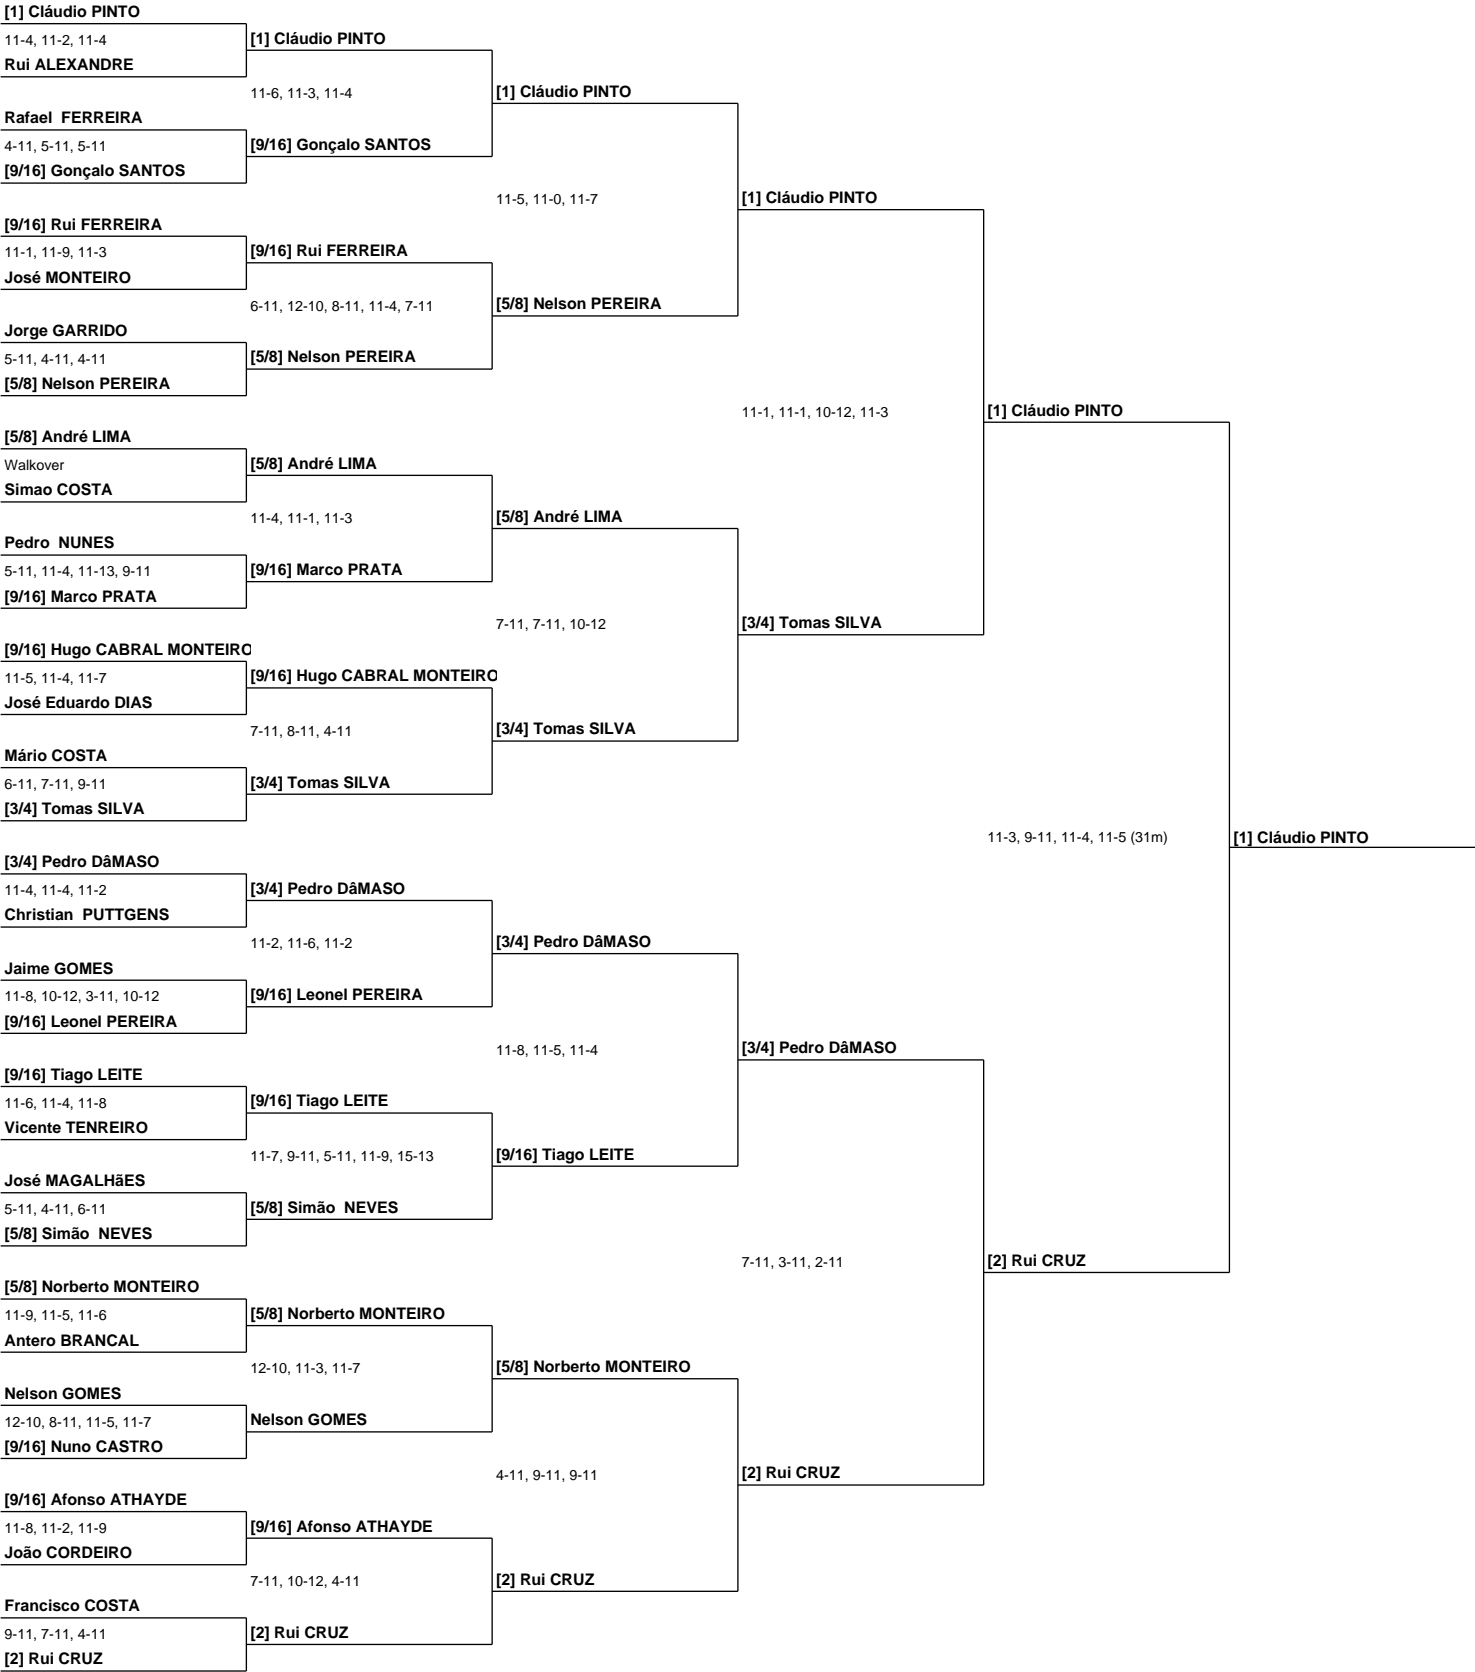 [1] Cláudio PINTO
11-4, 11-2, 11-4
[1] Cláudio PINTO
Rui ALEXANDRE
11-6, 11-3, 11-4
[1] Cláudio PINTO
Rafael  FERREIRA
4-11, 5-11, 5-11
[9/16] Gonçalo SANTOS
[9/16] Gonçalo SANTOS
11-5, 11-0, 11-7
[1] Cláudio PINTO
[9/16] Rui FERREIRA
11-1, 11-9, 11-3
[9/16] Rui FERREIRA
José MONTEIRO
6-11, 12-10, 8-11, 11-4, 7-11
[5/8] Nelson PEREIRA
Jorge GARRIDO
5-11, 4-11, 4-11
[5/8] Nelson PEREIRA
[5/8] Nelson PEREIRA
11-1, 11-1, 10-12, 11-3
[1] Cláudio PINTO
[5/8] André LIMA
Walkover
[5/8] André LIMA
Simao COSTA
11-4, 11-1, 11-3
[5/8] André LIMA
Pedro  NUNES
5-11, 11-4, 11-13, 9-11
[9/16] Marco PRATA
[9/16] Marco PRATA
7-11, 7-11, 10-12
[3/4] Tomas SILVA
[9/16] Hugo CABRAL MONTEIRO
11-5, 11-4, 11-7
[9/16] Hugo CABRAL MONTEIRO
José Eduardo DIAS
7-11, 8-11, 4-11
[3/4] Tomas SILVA
Mário COSTA
6-11, 7-11, 9-11
[3/4] Tomas SILVA
[3/4] Tomas SILVA
11-3, 9-11, 11-4, 11-5 (31m)
[1] Cláudio PINTO
[3/4] Pedro DâMASO
11-4, 11-4, 11-2
[3/4] Pedro DâMASO
Christian  PUTTGENS
11-2, 11-6, 11-2
[3/4] Pedro DâMASO
Jaime GOMES
11-8, 10-12, 3-11, 10-12
[9/16] Leonel PEREIRA
[9/16] Leonel PEREIRA
11-8, 11-5, 11-4
[3/4] Pedro DâMASO
[9/16] Tiago LEITE
11-6, 11-4, 11-8
[9/16] Tiago LEITE
Vicente TENREIRO
11-7, 9-11, 5-11, 11-9, 15-13
[9/16] Tiago LEITE
José MAGALHãES
5-11, 4-11, 6-11
[5/8] Simão  NEVES
[5/8] Simão  NEVES
7-11, 3-11, 2-11
[2] Rui CRUZ
[5/8] Norberto MONTEIRO
11-9, 11-5, 11-6
[5/8] Norberto MONTEIRO
Antero BRANCAL
12-10, 11-3, 11-7
[5/8] Norberto MONTEIRO
Nelson GOMES
12-10, 8-11, 11-5, 11-7
Nelson GOMES
[9/16] Nuno CASTRO
4-11, 9-11, 9-11
[2] Rui CRUZ
[9/16] Afonso ATHAYDE
11-8, 11-2, 11-9
[9/16] Afonso ATHAYDE
João CORDEIRO
7-11, 10-12, 4-11
[2] Rui CRUZ
Francisco COSTA
9-11, 7-11, 4-11
[2] Rui CRUZ
[2] Rui CRUZ